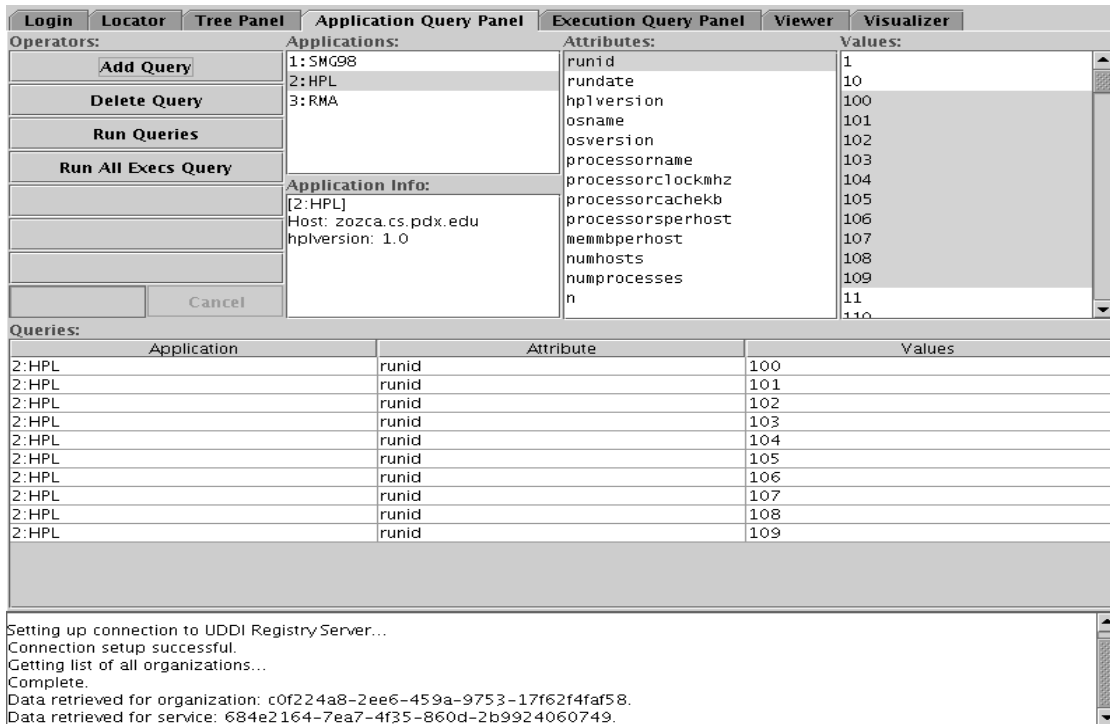 Login Locator Tree Panel Application Query Panel Execution Query Panel Viewer Visualizer
Operators:
Add Query
Delete Query
Run Queries
Run All Execs Query
Cancel
Applications:
1:SMG98
2:HPL
3:RMA
Application Info:
[2:HPL]
Host: zozca.cs.pdx.edu
hplversion: 1.0
Attributes:
runid
rundate
hplversion
osname
osversion
processorname
processorclockmhz
processorcachekb
processorsperhost
memmbperhost
numhosts
numprocesses
n
Values:
1
10
100
101
102
103
104
105
106
107
108
109
11
110
Queries:
Application Attribute Values
2:HPL runid 100
2:HPL runid 101
2:HPL runid 102
2:HPL runid 103
2:HPL runid 104
2:HPL runid 105
2:HPL runid 106
2:HPL runid 107
2:HPL runid 108
2:HPL runid 109
Setting up connection to UDDI Registry Server...
Connection setup successful.
Getting list of all organizations...
Complete.
Data retrieved for organization: c0f224a8-2ee6-459a-9753-17f62f4faf58.
Data retrieved for service: 684e2164-7ea7-4f35-860d-2b9924060749.